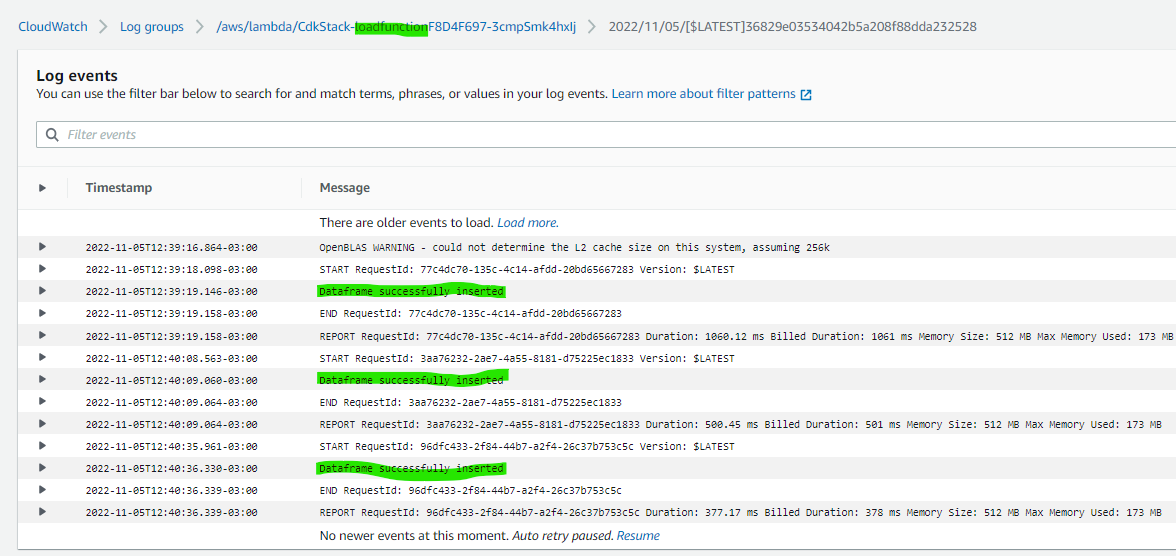 CloudWatch > Log groups > /aws/lambda/CdkStack-loadfunctionF8D4F697-3cmpSmk4hxIj > 2022/11/05/[$LATEST]36829e03534042b5a208f88dda232528
Log events
You can use the filter bar below to search for and match terms, phrases, or values in your log events. Learn more about filter patterns
Filter events
Timestamp Message
There are older events to load. Load more.
2022-11-05T12:39:16.864-03:00 OpenBLAS WARNING - could not determine the L2 cache size on this system, assuming 256k
2022-11-05T12:39:18.098-03:00 START RequestId: 77c4dc70-135c-4c14-afdd-20bd65667283 Version: $LATEST
2022-11-05T12:39:19.146-03:00 Dataframe successfully inserted
2022-11-05T12:39:19.158-03:00 END RequestId: 77c4dc70-135c-4c14-afdd-20bd65667283
2022-11-05T12:39:19.158-03:00 REPORT RequestId: 77c4dc70-135c-4c14-afdd-20bd65667283 Duration: 1060.12 ms Billed Duration: 1061 ms Memory Size: 512 MB Max Memory Used: 173 MB
2022-11-05T12:40:08.563-03:00 START RequestId: 3aa76232-2ae7-4a55-8181-d75225ec1833 Version: $LATEST
2022-11-05T12:40:09.060-03:00 Dataframe successfully inserted
2022-11-05T12:40:09.064-03:00 END RequestId: 3aa76232-2ae7-4a55-8181-d75225ec1833
2022-11-05T12:40:09.064-03:00 REPORT RequestId: 3aa76232-2ae7-4a55-8181-d75225ec1833 Duration: 500.45 ms Billed Duration: 501 ms Memory Size: 512 MB Max Memory Used: 173 MB
2022-11-05T12:40:35.961-03:00 START RequestId: 96dfc433-2f84-44b7-a2f4-26c37b753c5c Version: $LATEST
2022-11-05T12:40:36.330-03:00 Dataframe successfully inserted
2022-11-05T12:40:36.339-03:00 END RequestId: 96dfc433-2f84-44b7-a2f4-26c37b753c5c
2022-11-05T12:40:36.339-03:00 REPORT RequestId: 96dfc433-2f84-44b7-a2f4-26c37b753c5c Duration: 377.17 ms Billed Duration: 378 ms Memory Size: 512 MB Max Memory Used: 173 MB
No newer events at this moment. Auto retry paused. Resume